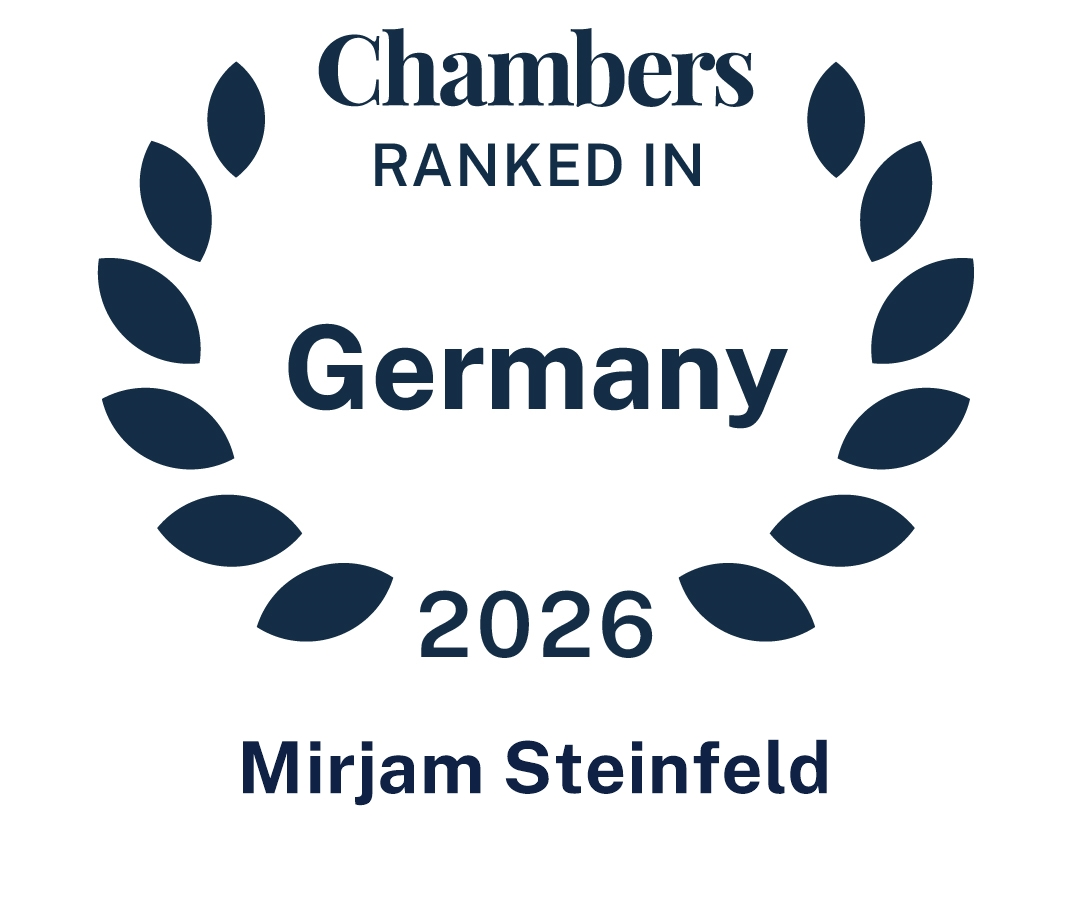 Chambers
RANKED IN
Germany
2026
Mirjam Steinfeld